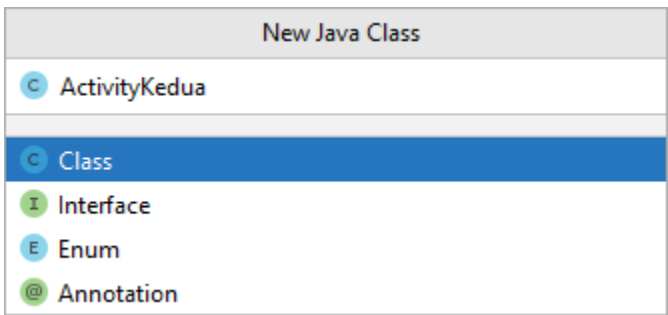 New Java Class
C ActivityKedua
C Class
I Interface
E Enum
@ Annotation